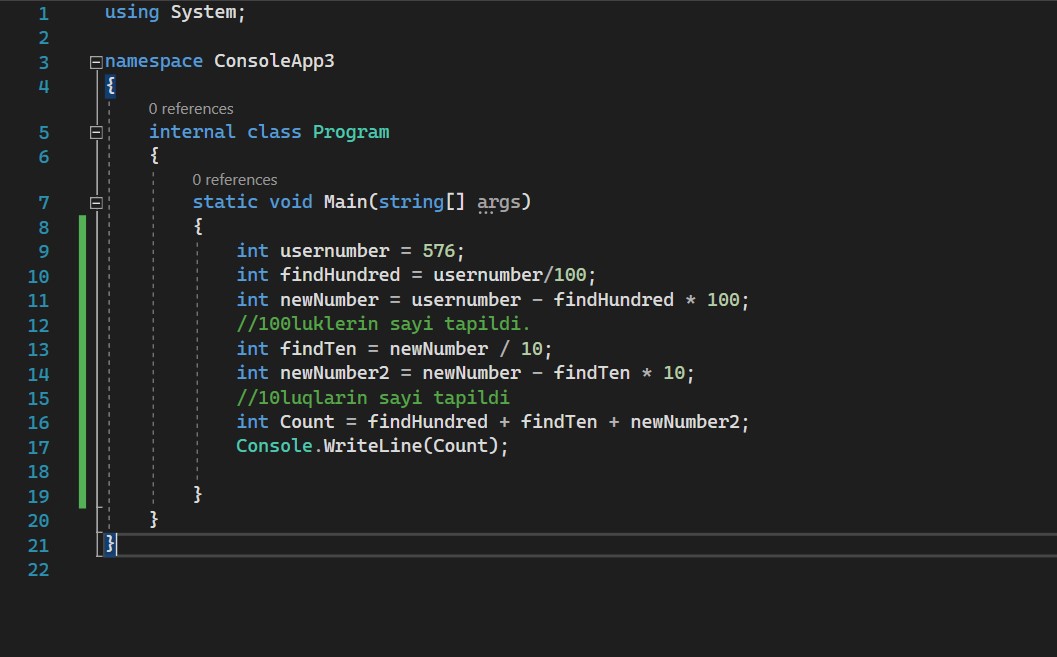 1 using System;
2
3 namespace ConsoleApp3
4 {
0 references
5 internal class Program
6 {
0 references
7 static void Main(string[] args)
8 {
9 int usernumber = 576;
10 int findHundred = usernumber/100;
11 int newNumber = usernumber - findHundred * 100;
12 //100luklerin sayi tapildi.
13 int findTen = newNumber / 10;
14 int newNumber2 = newNumber - findTen * 10;
15 //10luqlarin sayi tapildi
16 int Count = findHundred + findTen + newNumber2;
17 Console.WriteLine(Count);
18
19 }
20 }
21 }
22